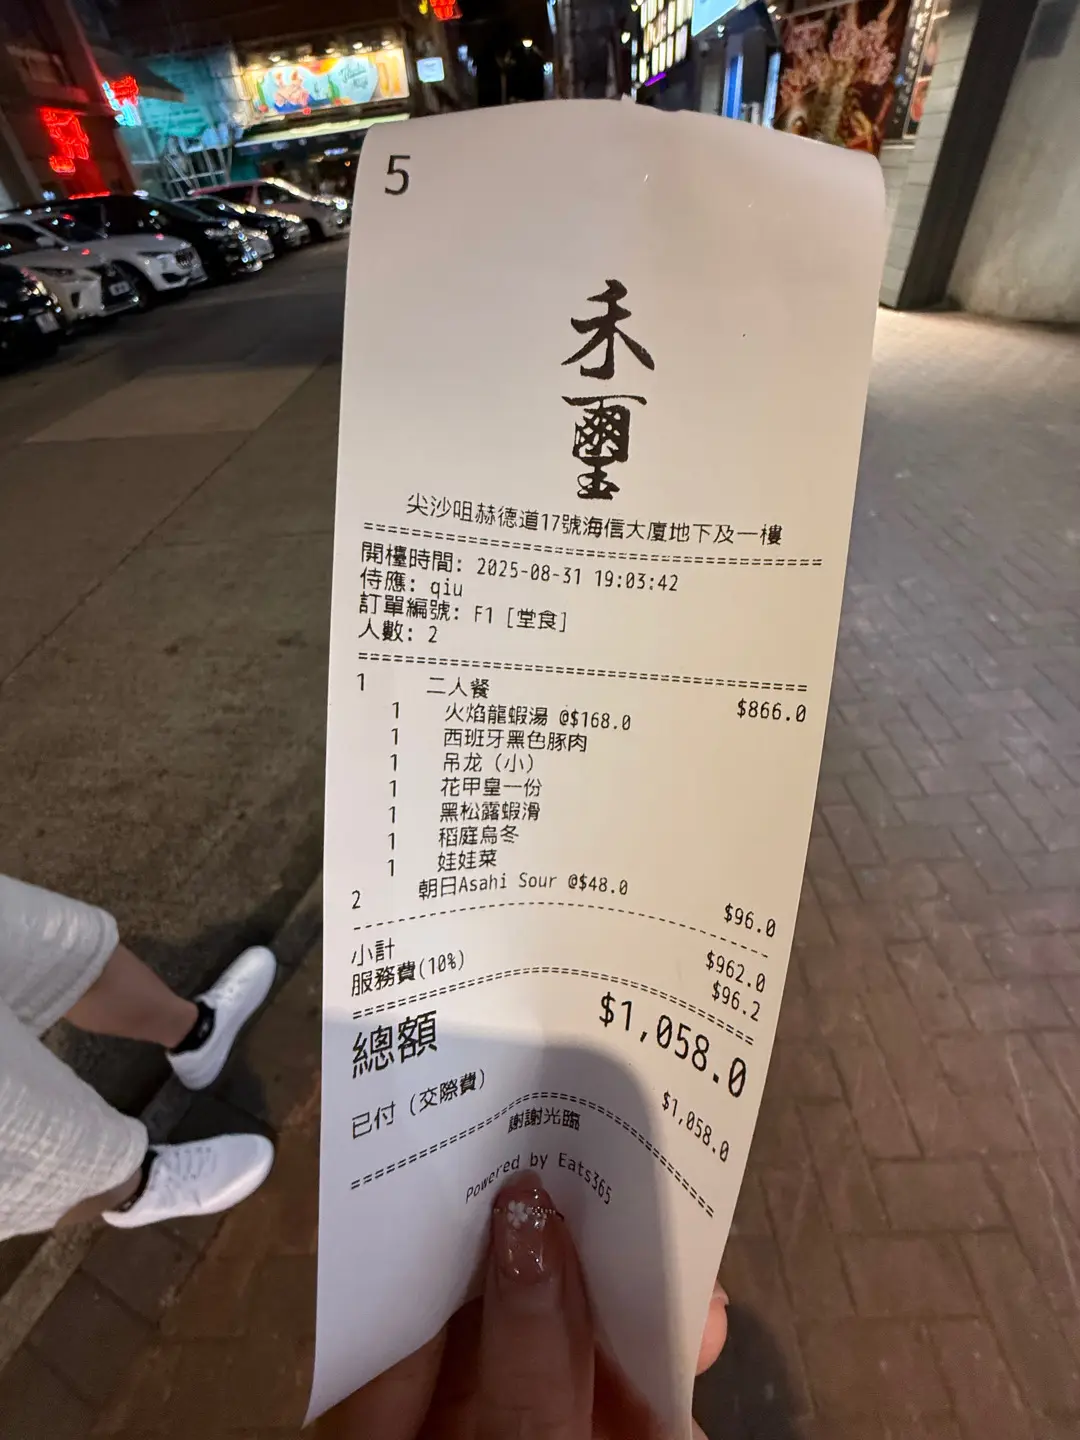 5
禾
璽
尖沙咀赫德道17號海信大廈地下及一樓
開檯時間: 2025-08-31 19:03:42
侍應: qiu
訂單編號: F1 [堂食]
人數: 2
1 二人餐 $866.0
1 火焰龍蝦湯 @$168.0
1 西班牙黑色豚肉
1 吊龙（小）
1 花甲皇一份
1 黑松露蝦滑
1 稻庭烏冬
1 娃娃菜
2 朝日Asahi Sour @$48.0 $96.0
小計 $962.0
服務費(10%) $96.2
總額 $1,058.0
已付（交際費） $1,058.0
謝謝光臨
Powered by Eats365